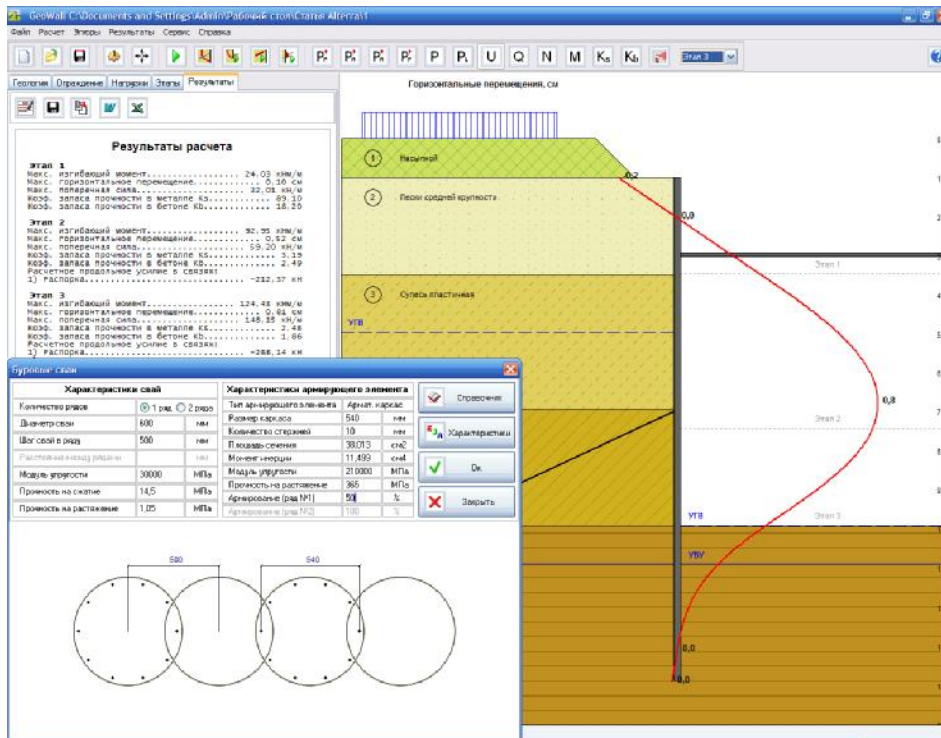 GeoWall C:\Documents and Settings\Admin\Рабочий стол\Статья Alterra\1
Файл Расчет Эпюры Результаты Сервис Справка
P P P P P P U Q N M Ks Kb Этап 3
Геология Ограждение Нагрузки Этапы Результаты
Результаты расчета
Этап 1
Макс. изгибающий момент................. 24,03 кНм/м
Макс. горизонтальное перемещение........ 0,16 см
Макс. поперечная сила................... 32,01 кН/м
Коэф. запаса прочности в металле Ks........... 89,10
Коэф. запаса прочности в бетоне Kb............ 18,20
Этап 2
Макс. изгибающий момент................. 92,95 кНм/м
Макс. горизонтальное перемещение........ 0,52 см
Макс. поперечная сила................... 59,20 кН/м
Коэф. запаса прочности в металле Ks........... 3,19
Коэф. запаса прочности в бетоне Kb............ 2,49
Расчетное продольное усилие в связях:
1) Распорка........................... -212,37 кН
Этап 3
Макс. изгибающий момент................ 124,48 кНм/м
Макс. горизонтальное перемещение........ 0,81 см
Макс. поперечная сила.................. 148,35 кН/м
Коэф. запаса прочности в металле Ks........... 2,48
Коэф. запаса прочности в бетоне Kb............ 1,86
1) Распорка........................... -268,14 кН
Горизонтальные перемещения, см
1 Насыпной
0,2
2 Пески средней крупности
0,0
Этап 1
3 Супесь пластичная
УГВ
0,8
Этап 2
УГВ
Этап 3
УВУ
0,0
0,0
Буровые сваи
Характеристики свай
Количество рядов 1 ряд 2 ряда
Диаметр сваи 600 мм
Шаг свай в ряду 500 мм
Расстояние между рядами мм
Модуль упругости 30000 МПа
Прочность на сжатие 14,5 МПа
Прочность на растяжение 1,05 МПа
Характеристики армирующего элемента
Тип армирующего элемента Армат. каркас
Размер каркаса 540 мм
Количество стержней 10 мм
Площадь сечения 38,013 см2
Момент инерции 11,499 см4
Модуль упругости 210000 МПа
Прочность на растяжение 365 МПа
Армирование (ряд №1) 50 %
Армирование (ряд №2) 100 %
Справочник
Характеристики
Ок
Закрыть
500 540